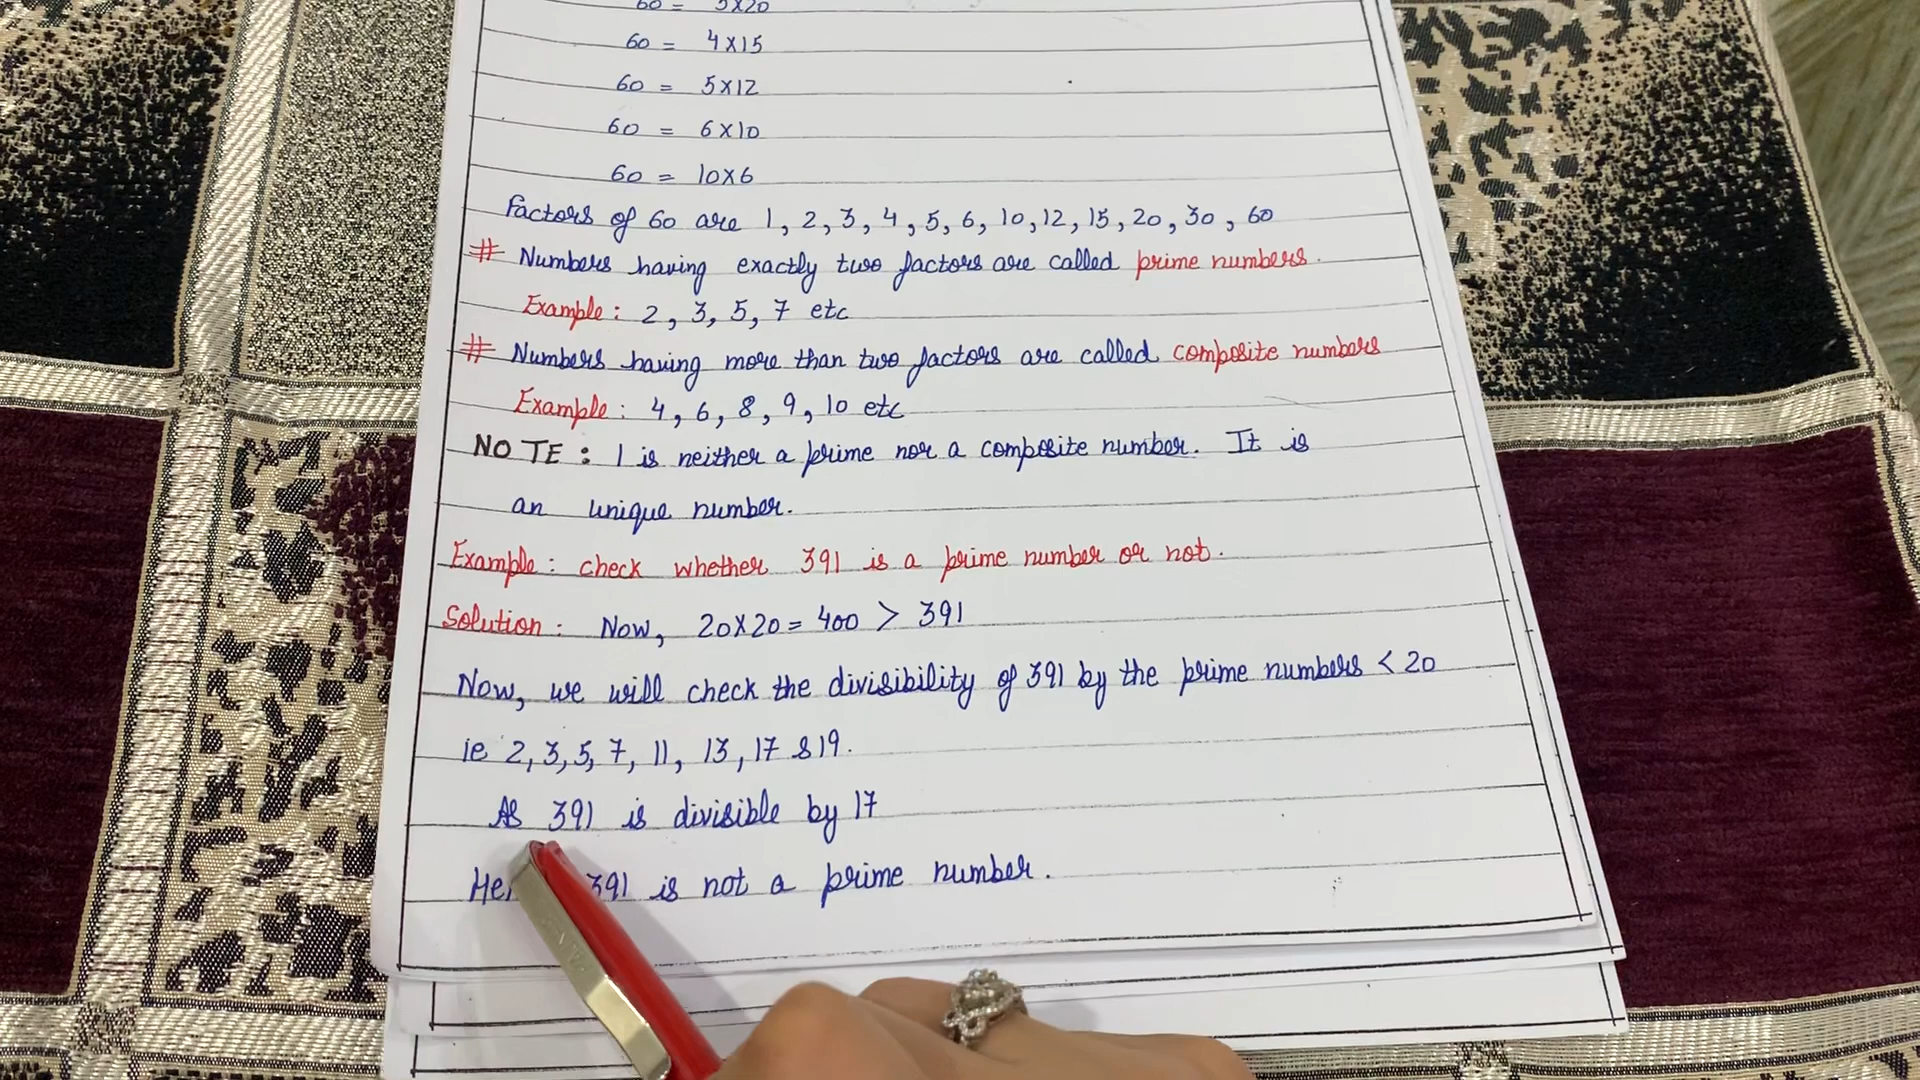 60 = 3X20
60 = 4X15
60 = 5X12
60 = 6X10
60 = 10X6
Factors of 60 are 1, 2, 3, 4, 5, 6, 10, 12, 15, 20, 30, 60
# Numbers having exactly two factors are called prime numbers.
Example: 2, 3, 5, 7 etc
# Numbers having more than two factors are called composite numbers
Example: 4, 6, 8, 9, 10 etc
NOTE: 1 is neither a prime nor a composite number. It is
an unique number.
Example: check whether 391 is a prime number or not.
Solution: Now, 20X20 = 400 > 391
Now, we will check the divisibility of 391 by the prime numbers < 20
ie 2, 3, 5, 7, 11, 13, 17 & 19.
As 391 is divisible by 17
391 is not a prime number.